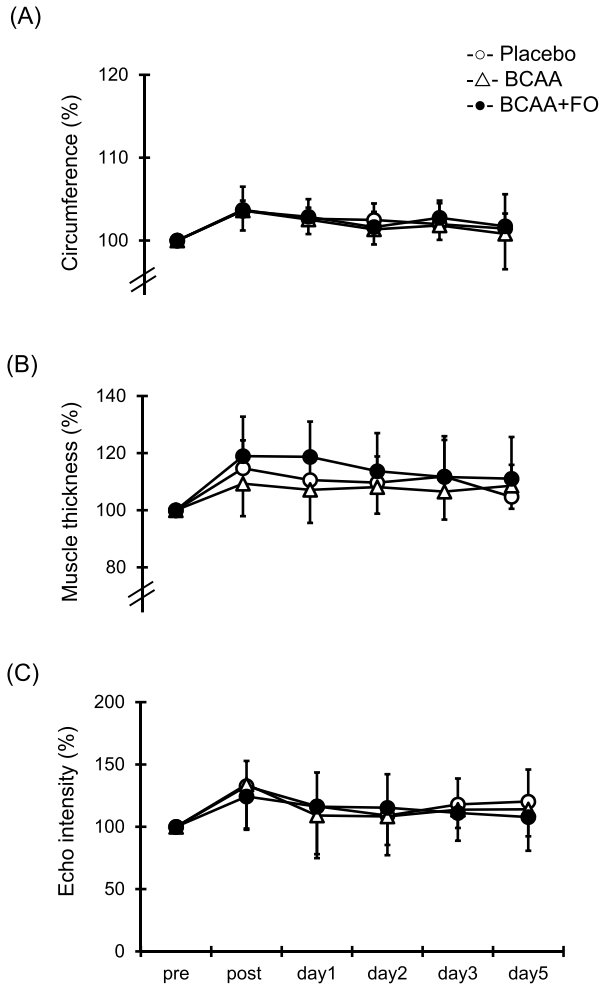 (A)
-○- Placebo
-△- BCAA
-●- BCAA+FO
Circumference (%)
120
110
100
(B)
Muscle thickness (%)
140
120
100
80
(C)
Echo intensity (%)
200
150
100
50
0
pre post day1 day2 day3 day5